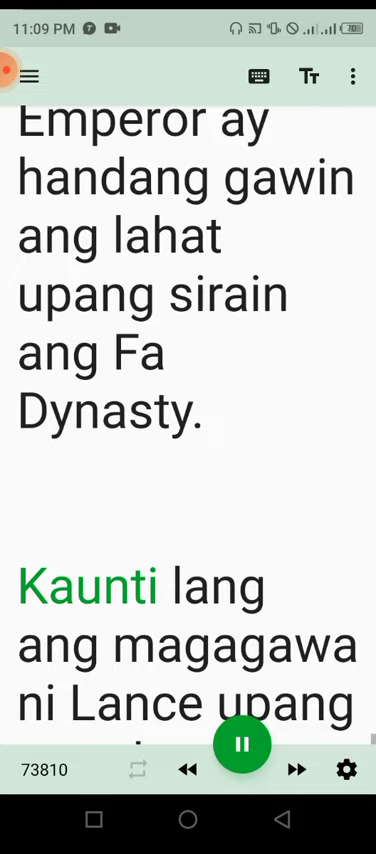 11:09 PM
70
Emperor ay
handang gawin
ang lahat
upang sirain
ang Fa
Dynasty.
Kaunti lang
ang magagawa
ni Lance upang
73810